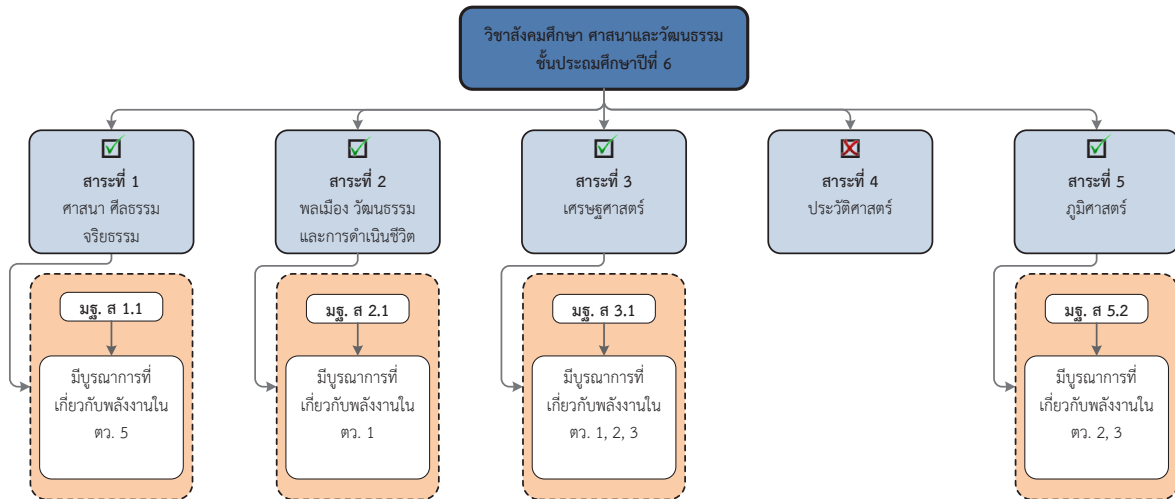 วิชาสังคมศึกษา ศาสนาและวัฒนธรรม
ชั้นประถมศึกษาปีที่ 6
สาระที่ 1
ศาสนา ศีลธรรม
จริยธรรม
สาระที่ 2
พลเมือง วัฒนธรรม
และการดำเนินชีวิต
สาระที่ 3
เศรษฐศาสตร์
สาระที่ 4
ประวัติศาสตร์
สาระที่ 5
ภูมิศาสตร์
มฐ. ส 1.1
มีบูรณาการที่
เกี่ยวกับพลังงานใน
ตว. 5
มฐ. ส 2.1
มีบูรณาการที่
เกี่ยวกับพลังงานใน
ตว. 1
มฐ. ส 3.1
มีบูรณาการที่
เกี่ยวกับพลังงานใน
ตว. 1, 2, 3
มฐ. ส 5.2
มีบูรณาการที่
เกี่ยวกับพลังงานใน
ตว. 2, 3